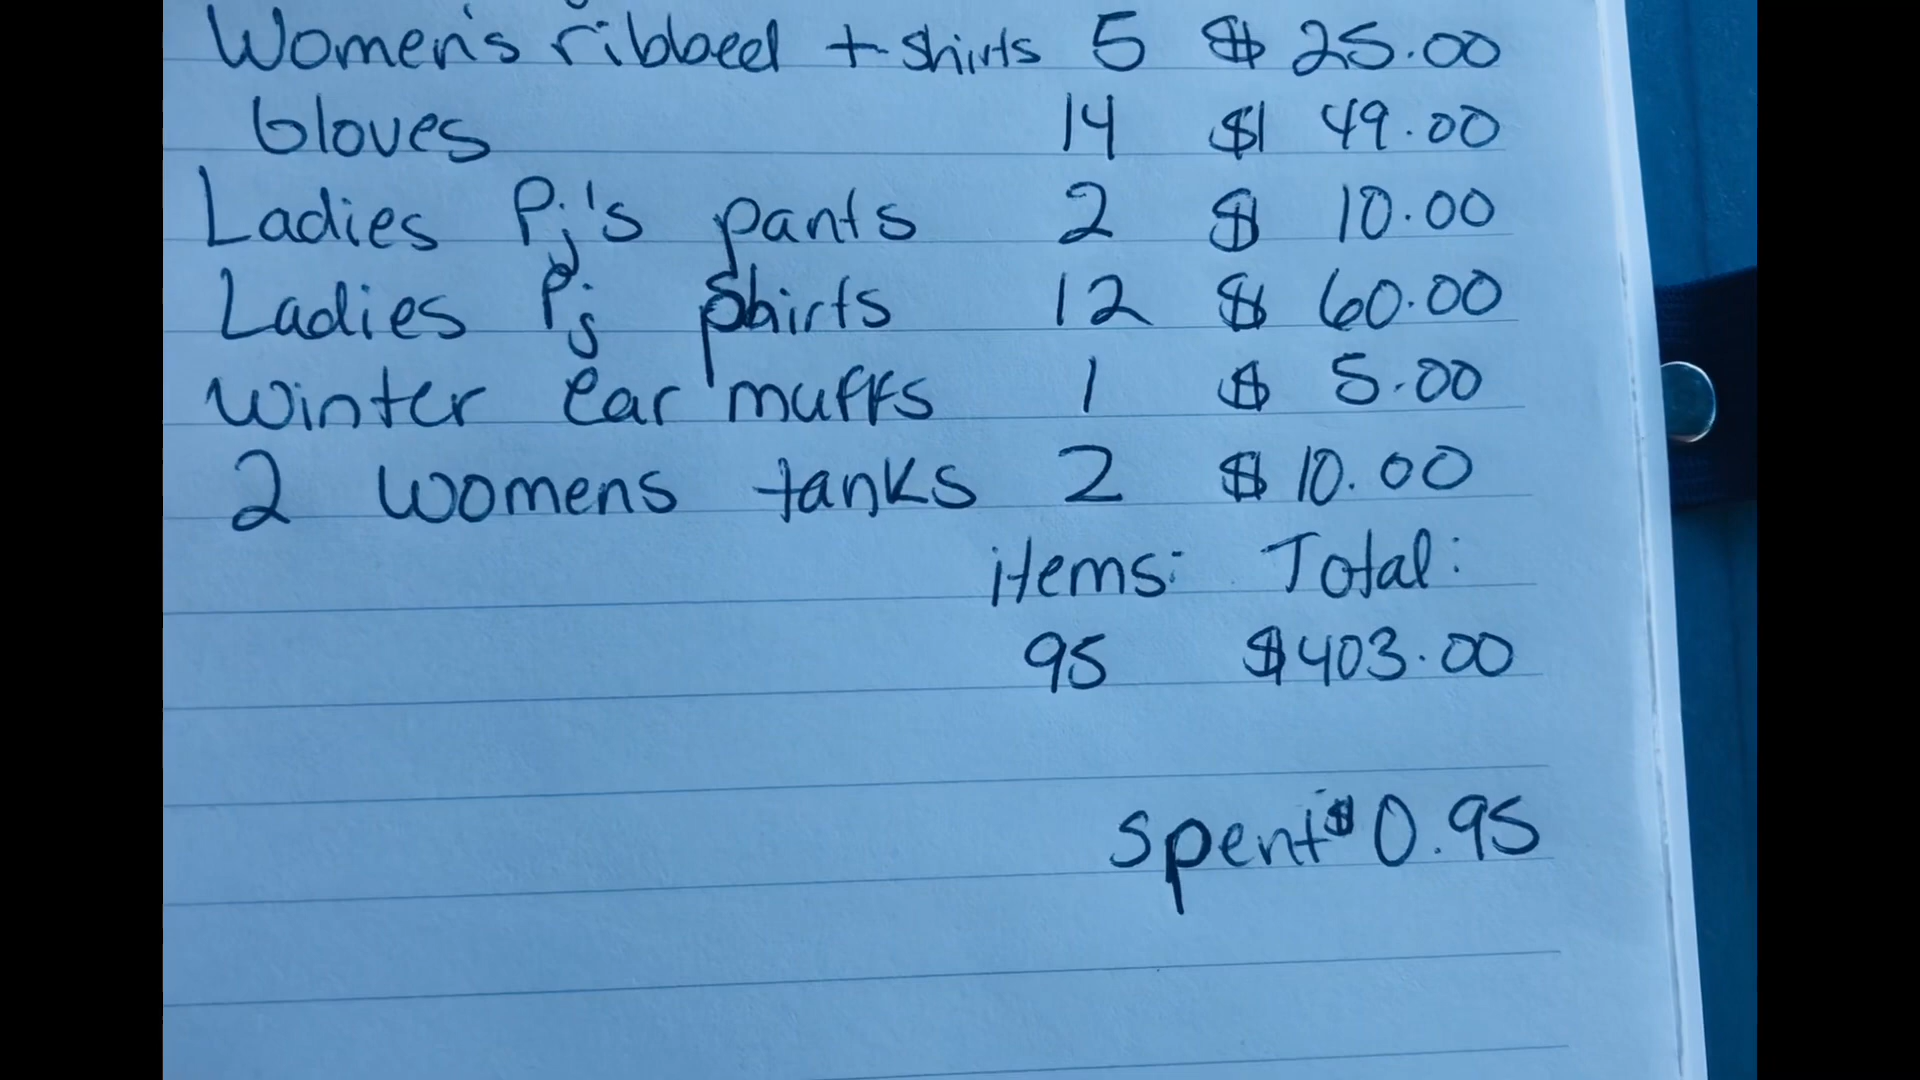 Women's ribbed t-shirts 5 $ 25.00
Gloves 14 $ 49.00
Ladies Pj's pants 2 $ 10.00
Ladies Pj shirts 12 $ 60.00
Winter ear muffs 1 $ 5.00
2 womens tanks 2 $ 10.00
items: Total:
95 $403.00
spent $0.95